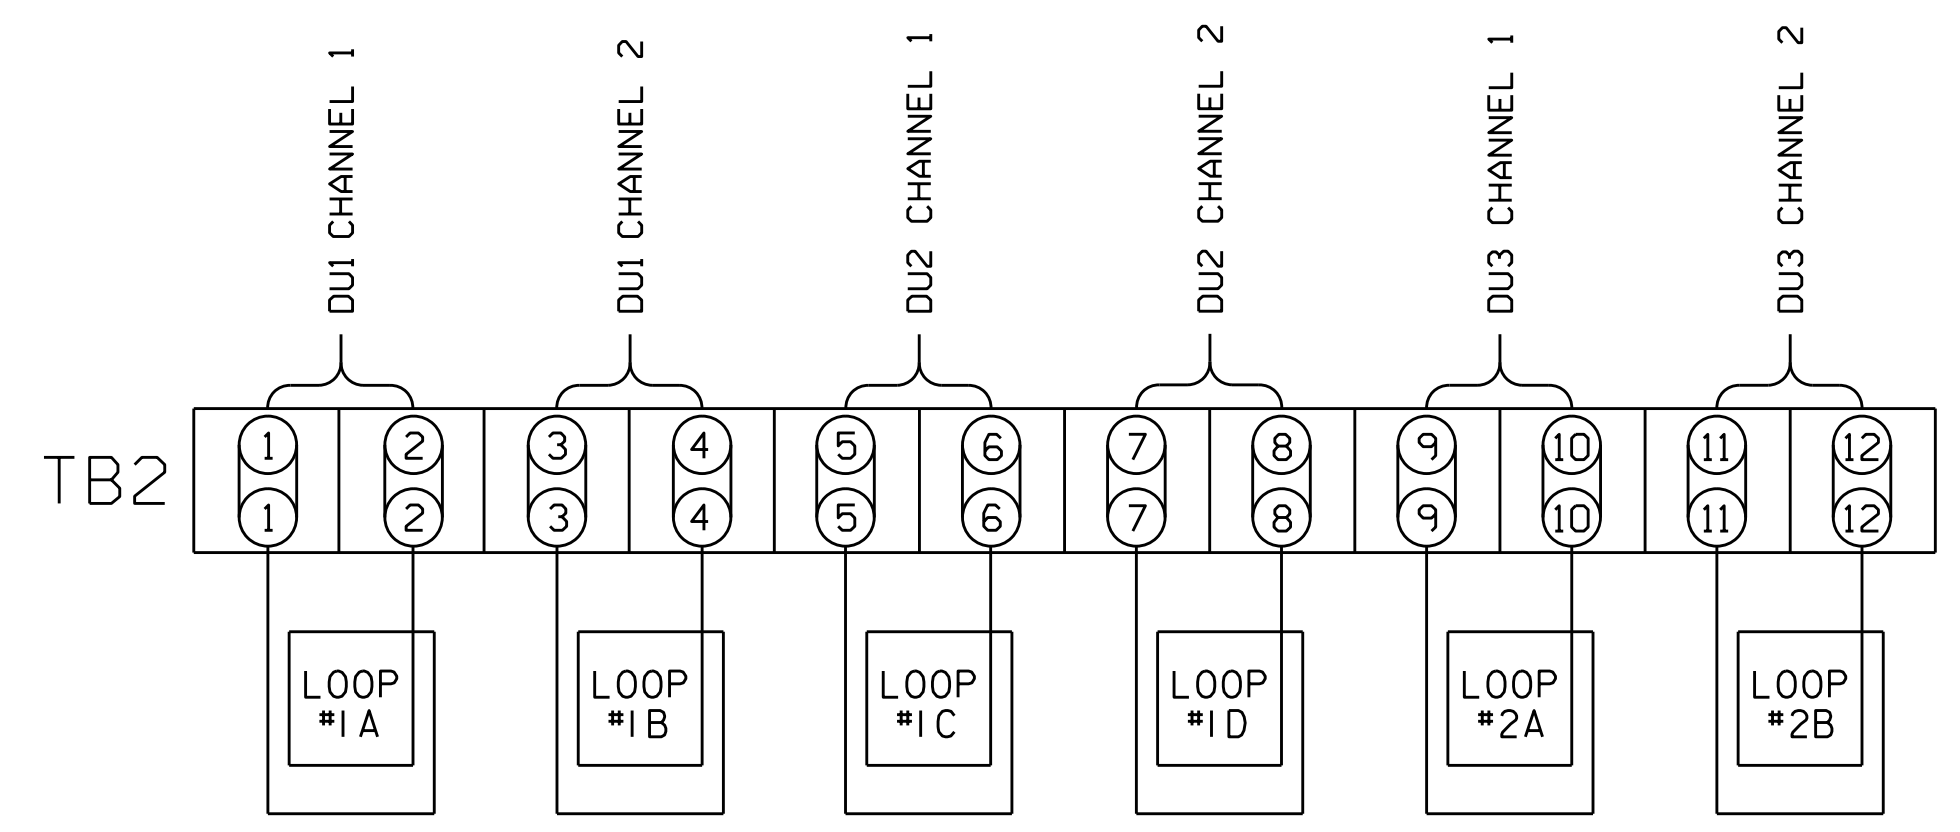 DU1 CHANNEL 1
DU1 CHANNEL 2
DU2 CHANNEL 1
DU2 CHANNEL 2
DU3 CHANNEL 1
DU3 CHANNEL 2
TB2
1 2 3 4 5 6 7 8 9 10 11 12
1 2 3 4 5 6 7 8 9 10 11 12
LOOP
#1A
LOOP
#1B
LOOP
#1C
LOOP
#1D
LOOP
#2A
LOOP
#2B